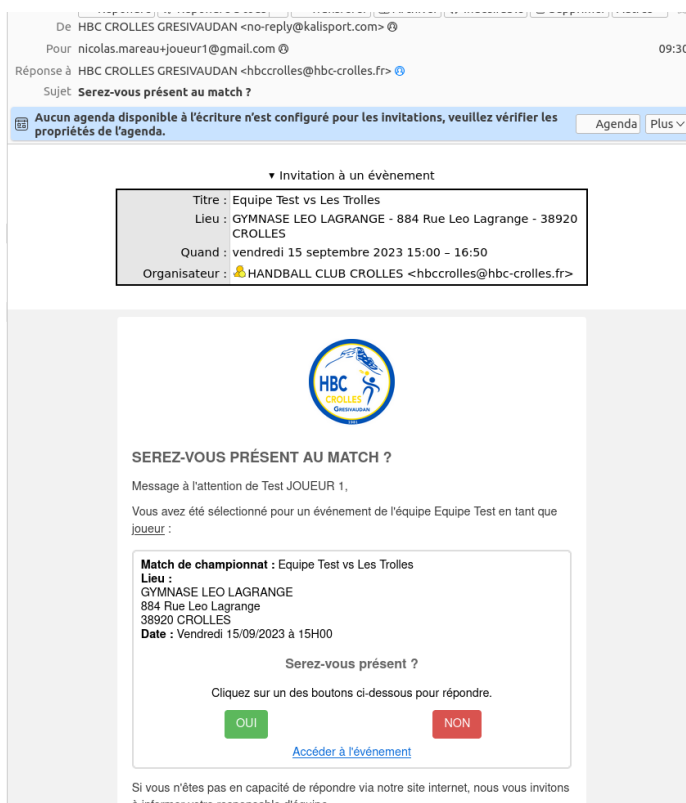 De HBC CROLLES GRESIVAUDAN <no-reply@kalisport.com>
Pour nicolas.mareau+joueur1@gmail.com 09:30
Réponse à HBC CROLLES GRESIVAUDAN <hbccrolles@hbc-crolles.fr>
Sujet Serez-vous présent au match ?
Aucun agenda disponible à l'écriture n'est configuré pour les invitations, veuillez vérifier les
propriétés de l'agenda.
Agenda Plus
▾ Invitation à un évènement
Titre : Equipe Test vs Les Trolles
Lieu : GYMNASE LEO LAGRANGE - 884 Rue Leo Lagrange - 38920
CROLLES
Quand : vendredi 15 septembre 2023 15:00 – 16:50
Organisateur : HANDBALL CLUB CROLLES <hbccrolles@hbc-crolles.fr>
HBC
CROLLES
GRESIVAUDAN
SEREZ-VOUS PRÉSENT AU MATCH ?
Message à l'attention de Test JOUEUR 1,
Vous avez été sélectionné pour un événement de l'équipe Equipe Test en tant que
joueur :
Match de championnat : Equipe Test vs Les Trolles
Lieu :
GYMNASE LEO LAGRANGE
884 Rue Leo Lagrange
38920 CROLLES
Date : Vendredi 15/09/2023 à 15H00
Serez-vous présent ?
Cliquez sur un des boutons ci-dessous pour répondre.
OUI NON
Accéder à l'événement
Si vous n'êtes pas en capacité de répondre via notre site internet, nous vous invitons